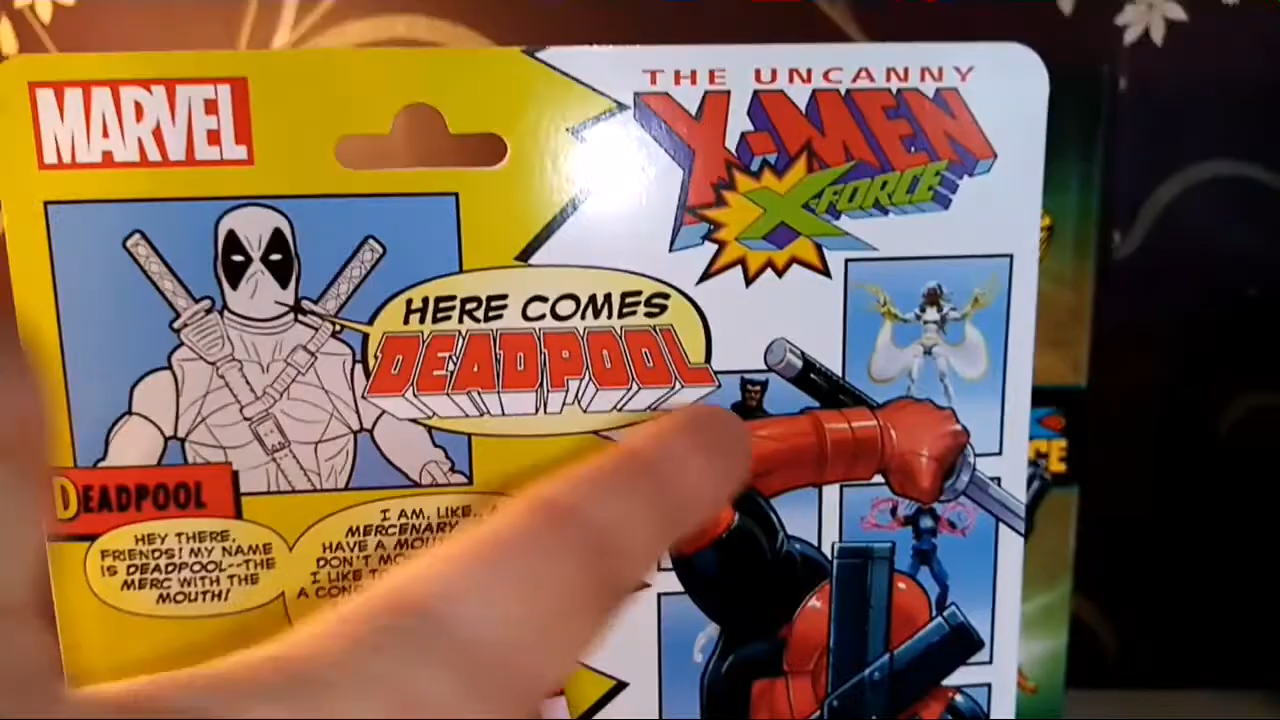 MARVEL
THE UNCANNY
X-MEN
X-FORCE
HERE COMES
DEADPOOL
DEADPOOL
HEY THERE,
FRIENDS! MY NAME
IS DEADPOOL--THE
MERC WITH THE
MOUTH!
I AM, LIKE..
MERCENARY
HAVE A
DON'T
I LIKE
A
CE